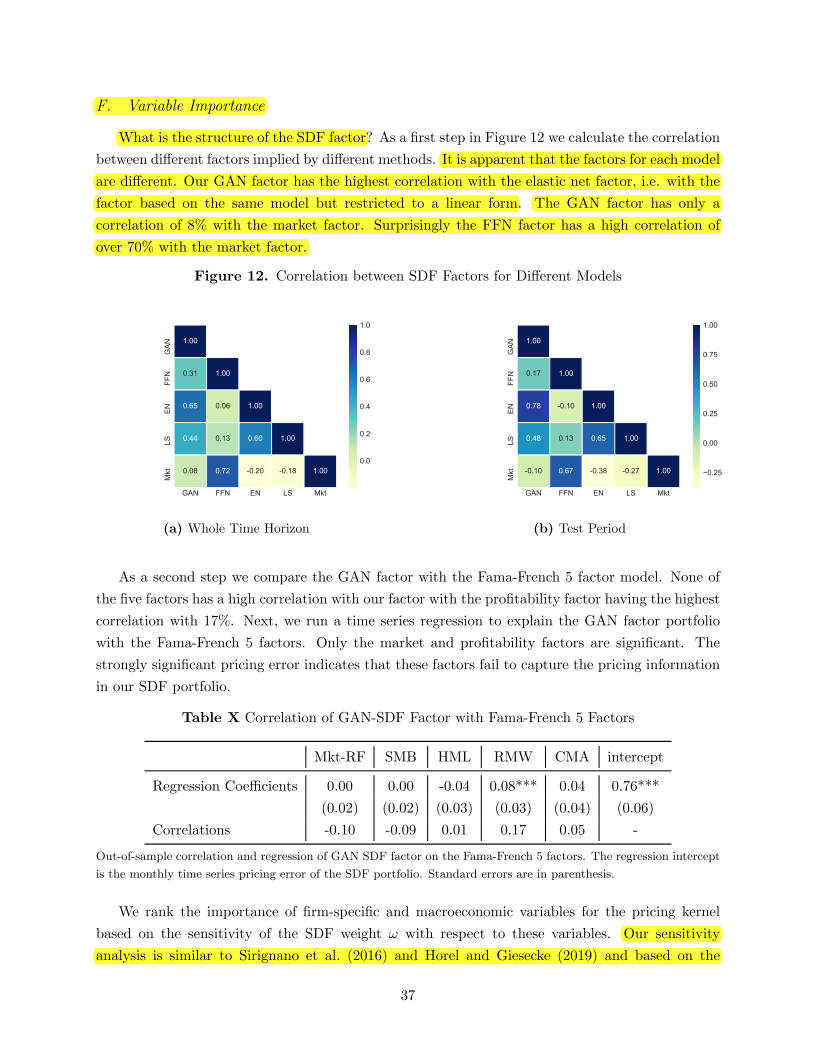 F. Variable Importance
What is the structure of the SDF factor? As a first step in Figure 12 we calculate the correlation
between different factors implied by different methods. It is apparent that the factors for each model
are different. Our GAN factor has the highest correlation with the elastic net factor, i.e. with the
factor based on the same model but restricted to a linear form. The GAN factor has only a
correlation of 8% with the market factor. Surprisingly the FFN factor has a high correlation of
over 70% with the market factor.
Figure 12. Correlation between SDF Factors for Different Models
GAN 1.00
FFN 0.31 1.00
EN 0.65 0.06 1.00
LS 0.44 0.13 0.60 1.00
Mkt 0.08 0.72 -0.20 -0.18 1.00
GAN FFN EN LS Mkt
1.0
0.8
0.6
0.4
0.2
0.0
(a) Whole Time Horizon
GAN 1.00
FFN 0.17 1.00
EN 0.78 -0.10 1.00
LS 0.48 0.13 0.65 1.00
Mkt -0.10 0.67 -0.38 -0.27 1.00
GAN FFN EN LS Mkt
1.00
0.75
0.50
0.25
0.00
−0.25
(b) Test Period
As a second step we compare the GAN factor with the Fama-French 5 factor model. None of
the five factors has a high correlation with our factor with the profitability factor having the highest
correlation with 17%. Next, we run a time series regression to explain the GAN factor portfolio
with the Fama-French 5 factors. Only the market and profitability factors are significant. The
strongly significant pricing error indicates that these factors fail to capture the pricing information
in our SDF portfolio.
Table X Correlation of GAN-SDF Factor with Fama-French 5 Factors
Mkt-RF SMB HML RMW CMA intercept
Regression Coefficients 0.00 0.00 -0.04 0.08*** 0.04 0.76***
(0.02) (0.02) (0.03) (0.03) (0.04) (0.06)
Correlations -0.10 -0.09 0.01 0.17 0.05 -
Out-of-sample correlation and regression of GAN SDF factor on the Fama-French 5 factors. The regression intercept
is the monthly time series pricing error of the SDF portfolio. Standard errors are in parenthesis.
We rank the importance of firm-specific and macroeconomic variables for the pricing kernel
based on the sensitivity of the SDF weight ω with respect to these variables. Our sensitivity
analysis is similar to Sirignano et al. (2016) and Horel and Giesecke (2019) and based on the
37